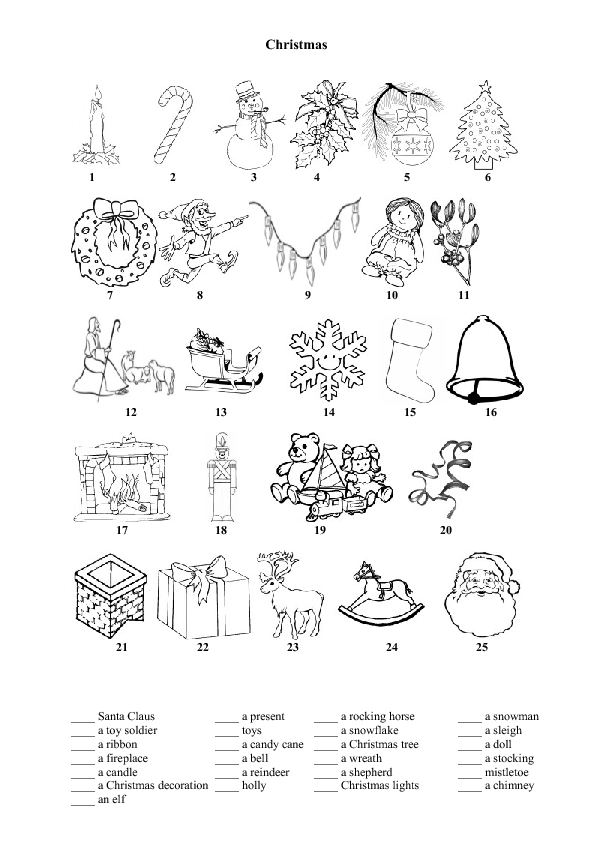 Christmas
1 2 3 4 5 6
7 8 9 10 11
12 13 14 15 16
17 18 19 20
21 22 23 24 25
____ Santa Claus ____ a present ____ a rocking horse ____ a snowman
____ a toy soldier ____ toys ____ a snowflake ____ a sleigh
____ a ribbon ____ a candy cane ____ a Christmas tree ____ a doll
____ a fireplace ____ a bell ____ a wreath ____ a stocking
____ a candle ____ a reindeer ____ a shepherd ____ mistletoe
____ a Christmas decoration ____ holly ____ Christmas lights ____ a chimney
____ an elf